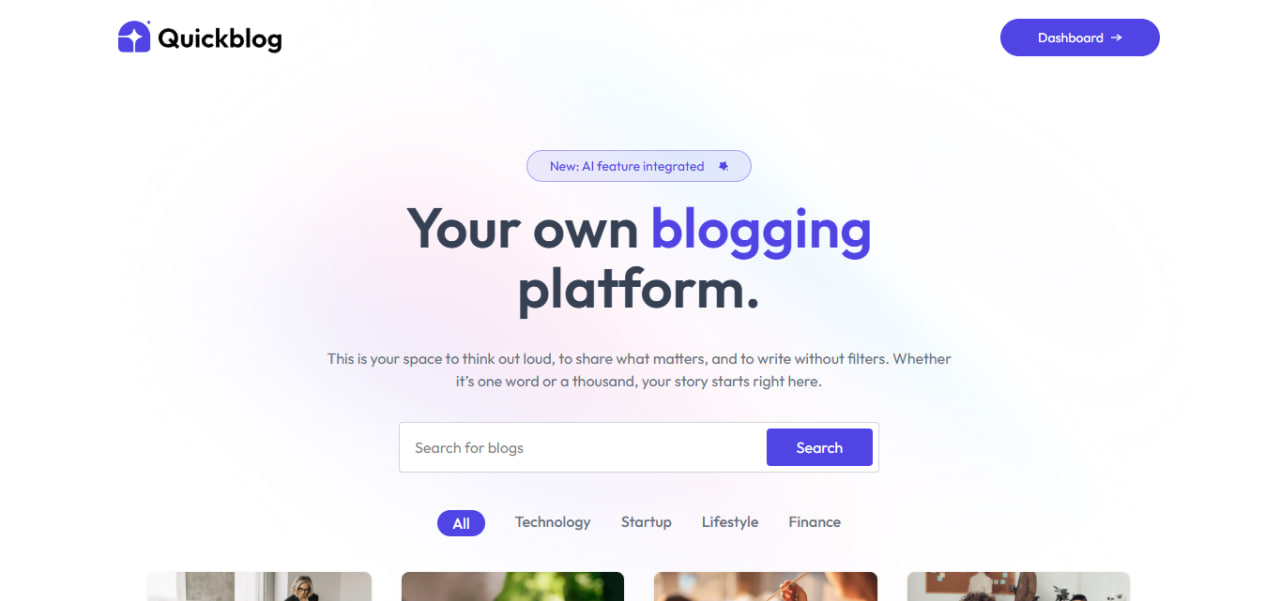 Quickblog
Dashboard →
New: AI feature integrated
Your own blogging
platform.
This is your space to think out loud, to share what matters, and to write without filters. Whether
it's one word or a thousand, your story starts right here.
Search for blogs
Search
All Technology Startup Lifestyle Finance